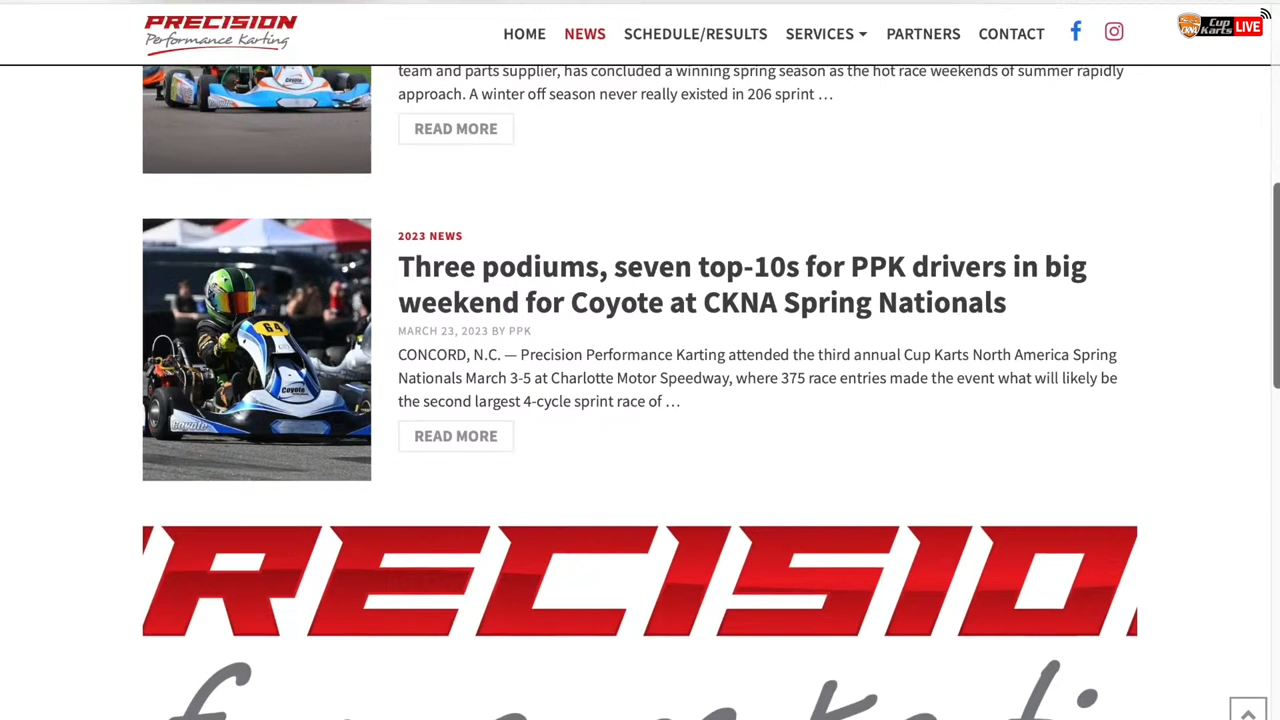 PRECISION
Performance Karting
HOME NEWS SCHEDULE/RESULTS SERVICES PARTNERS CONTACT
CKNA Cup Karts LIVE
team and parts supplier, has concluded a winning spring season as the hot race weekends of summer rapidly
approach. A winter off season never really existed in 206 sprint …
READ MORE
2023 NEWS
Three podiums, seven top-10s for PPK drivers in big
weekend for Coyote at CKNA Spring Nationals
MARCH 23, 2023 BY PPK
CONCORD, N.C. — Precision Performance Karting attended the third annual Cup Karts North America Spring
Nationals March 3-5 at Charlotte Motor Speedway, where 375 race entries made the event what will likely be
the second largest 4-cycle sprint race of …
READ MORE
64
Coyote
coyote
RECISIO